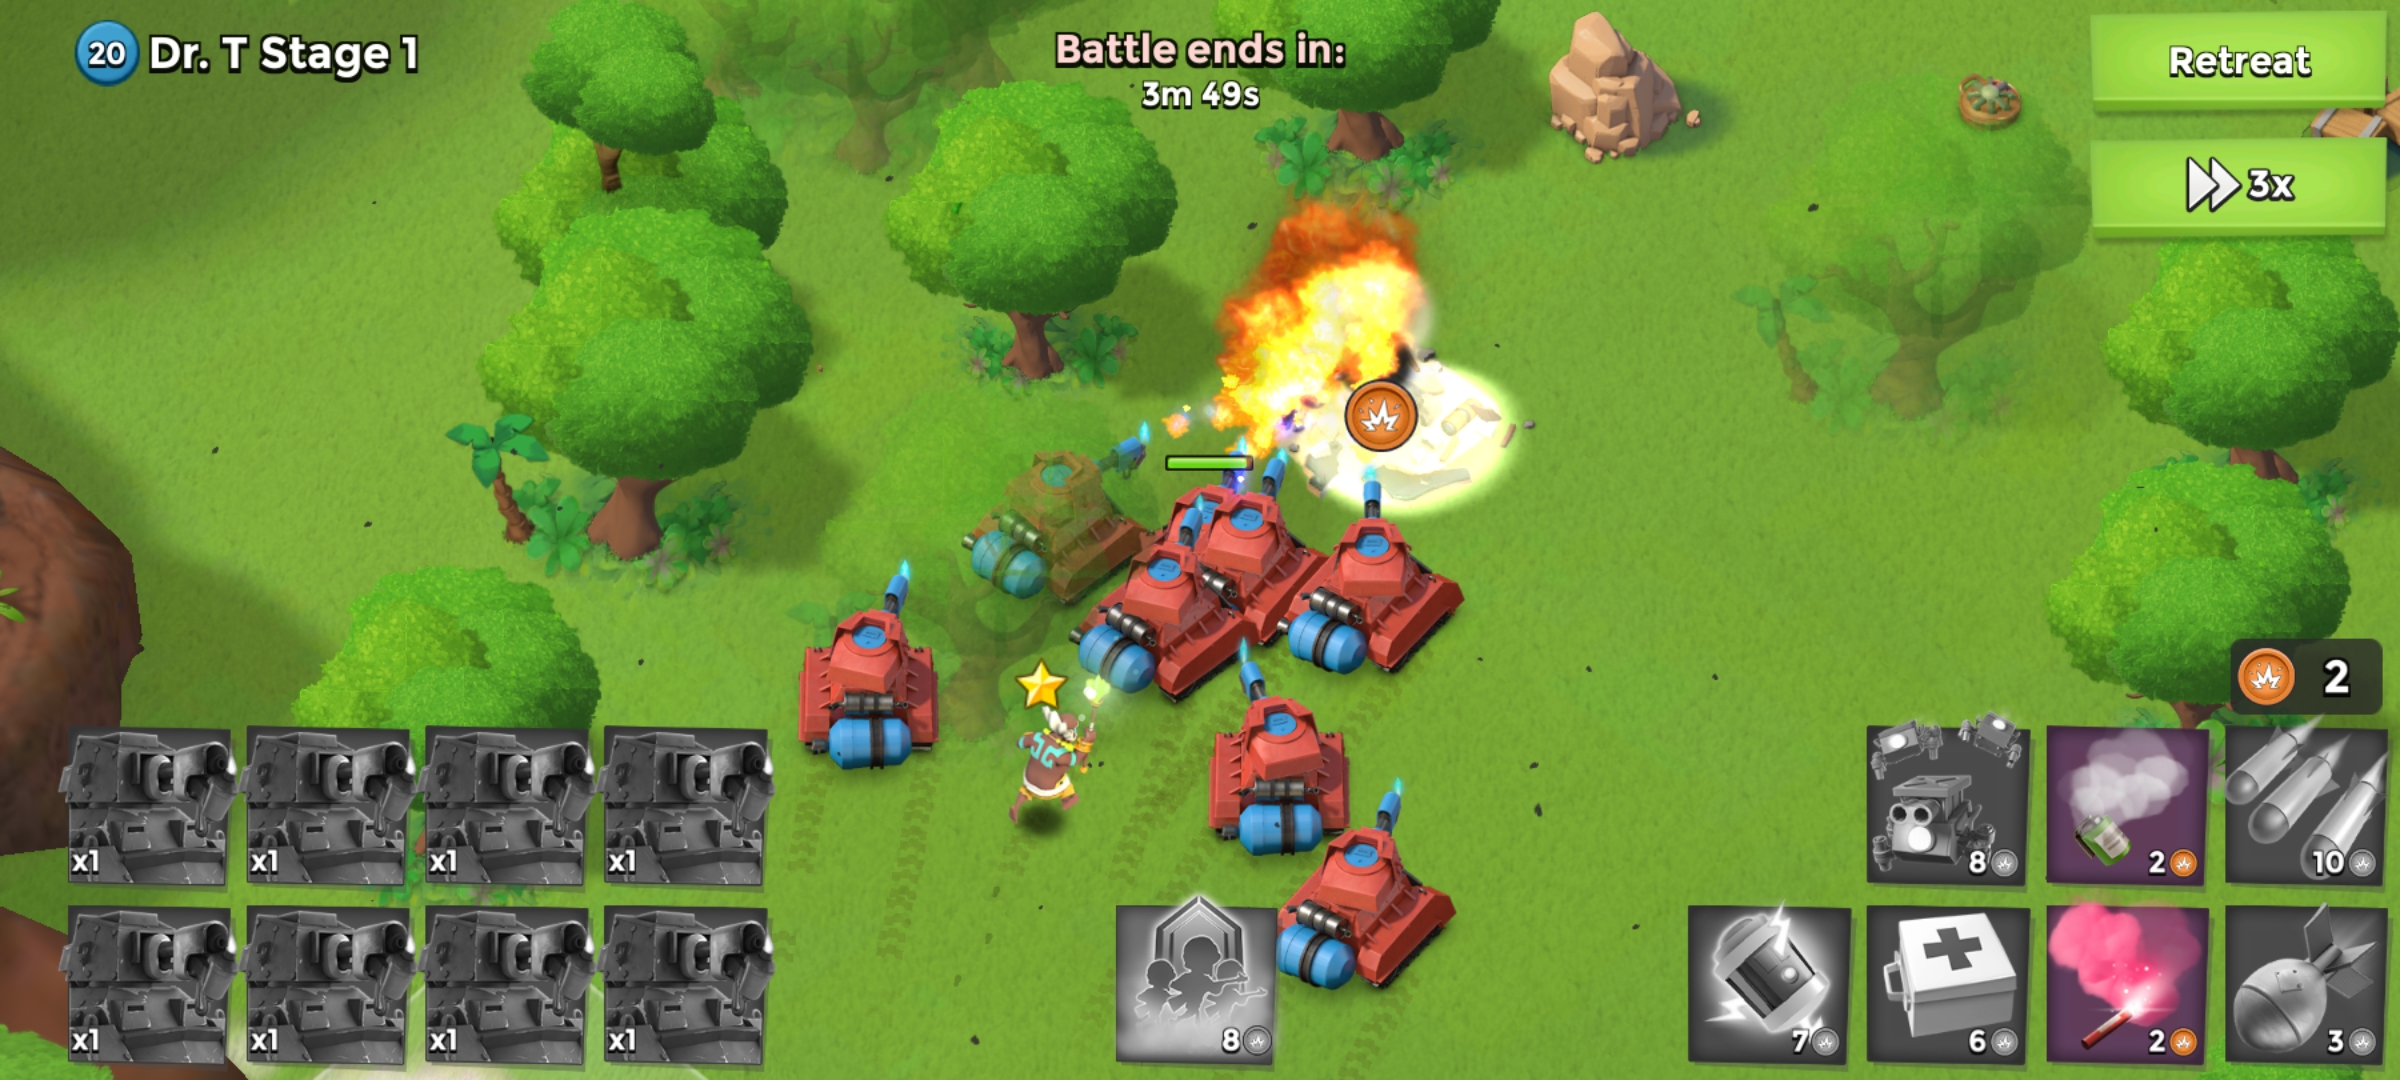 20 Dr. T Stage 1
Battle ends in:
3m 49s
Retreat
3x
2
x1 x1 x1 x1
8 2 10
x1 x1 x1 x1
8
7 6 2 3